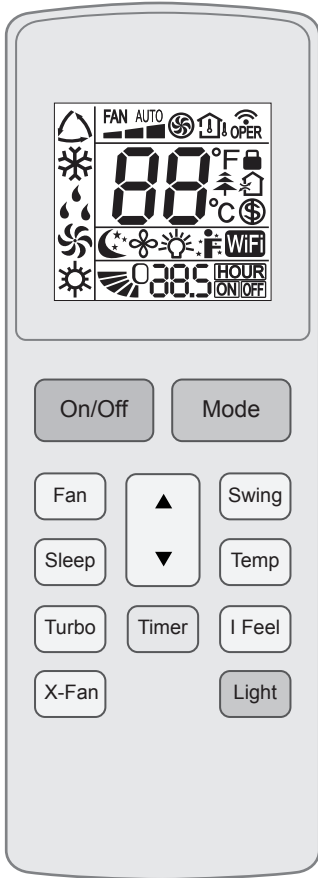 FAN AUTO OPER
88 °F
°C $
WiFi
038.5 HOUR
ON OFF
On/Off Mode
Fan ▲ Swing
Sleep ▼ Temp
Turbo Timer I Feel
X-Fan Light